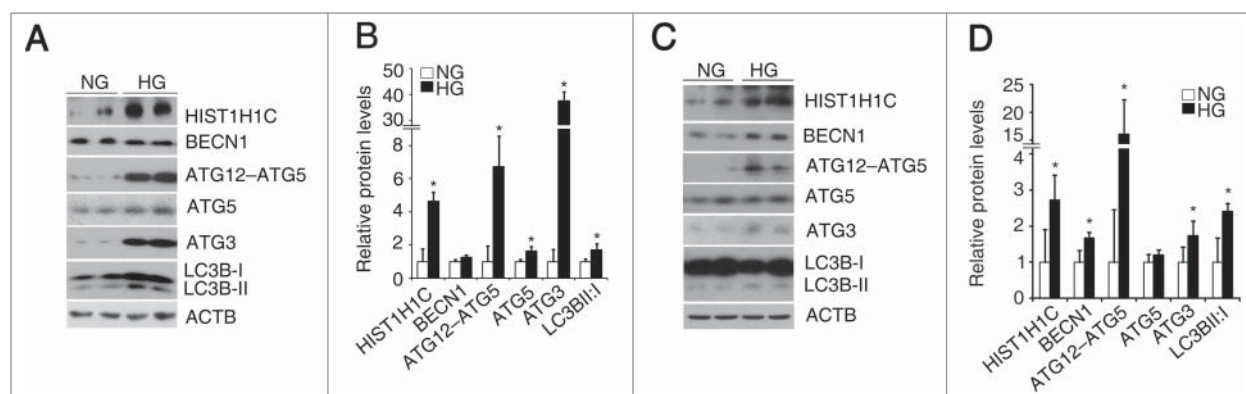 A
NG HG
HIST1H1C
BECN1
ATG12–ATG5
ATG5
ATG3
LC3B-I
LC3B-II
ACTB
B
NG
HG
Relative protein levels
50
40
30
8
6
4
2
0
*
*
*
*
*
HIST1H1C
BECN1
ATG12–ATG5
ATG5
ATG3
LC3BII:I
C
NG HG
HIST1H1C
BECN1
ATG12–ATG5
ATG5
ATG3
LC3B-I
LC3B-II
ACTB
D
NG
HG
Relative protein levels
25
20
15
4
3
2
1
0
*
*
*
*
*
HIST1H1C
BECN1
ATG12–ATG5
ATG5
ATG3
LC3BII:I